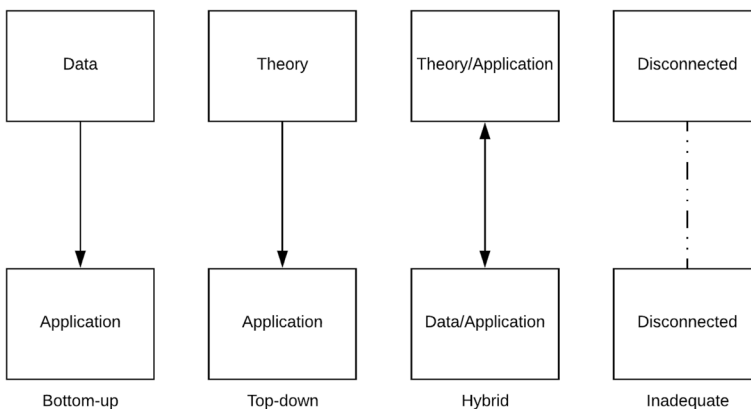 Data
Theory
Theory/Application
Disconnected
Application
Application
Data/Application
Disconnected
Bottom-up
Top-down
Hybrid
Inadequate